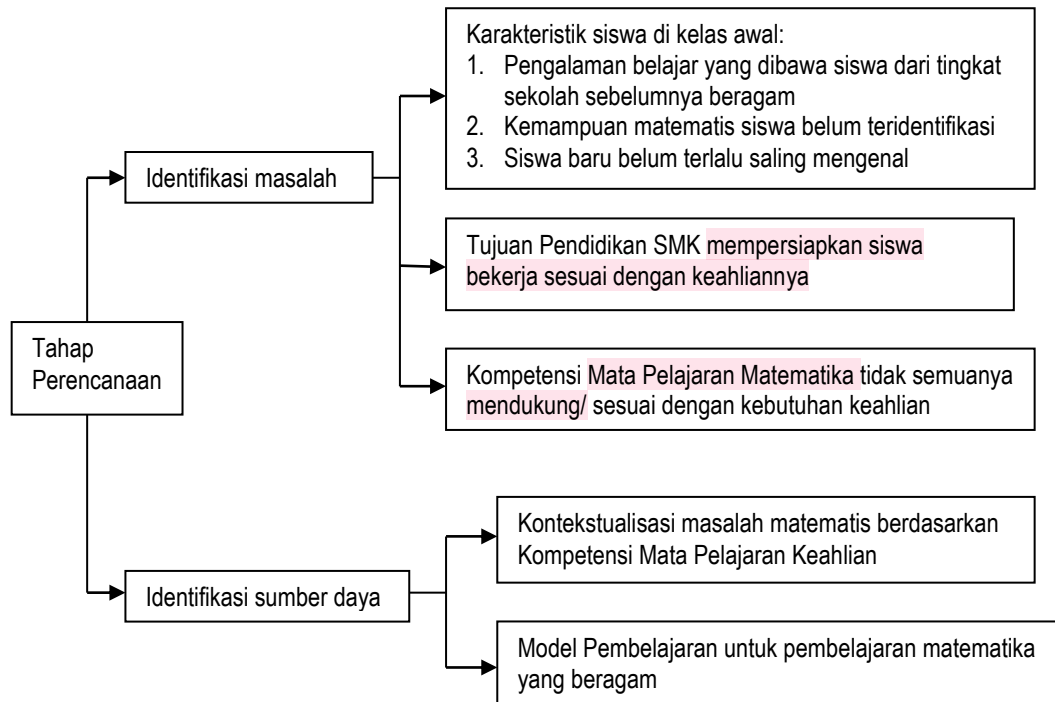 Karakteristik siswa di kelas awal:
1. Pengalaman belajar yang dibawa siswa dari tingkat
sekolah sebelumnya beragam
2. Kemampuan matematis siswa belum teridentifikasi
3. Siswa baru belum terlalu saling mengenal
Identifikasi masalah
Tujuan Pendidikan SMK mempersiapkan siswa
bekerja sesuai dengan keahliannya
Tahap
Perencanaan
Kompetensi Mata Pelajaran Matematika tidak semuanya
mendukung/ sesuai dengan kebutuhan keahlian
Kontekstualisasi masalah matematis berdasarkan
Kompetensi Mata Pelajaran Keahlian
Identifikasi sumber daya
Model Pembelajaran untuk pembelajaran matematika
yang beragam